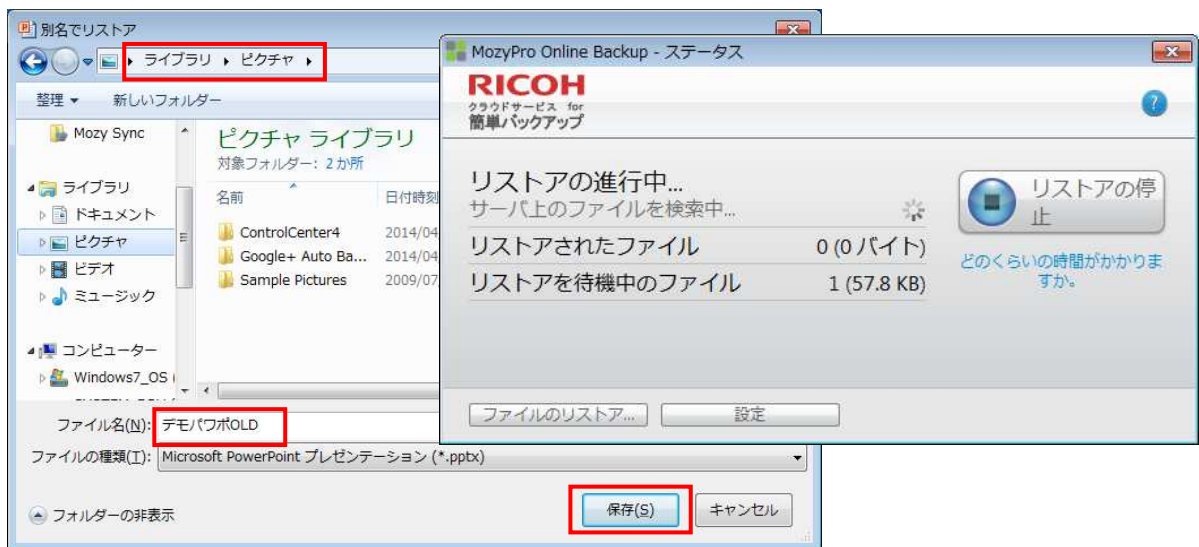 別名でリストア
ライブラリ ピクチャ
整理 新しいフォルダー
Mozy Sync
ライブラリ
ドキュメント
ピクチャ
ビデオ
ミュージック
コンピューター
Windows7_OS (
ピクチャ ライブラリ
対象フォルダー: 2 か所
名前 日付時刻
ControlCenter4 2014/04
Google+ Auto Ba... 2014/04
Sample Pictures 2009/07
ファイル名(N): デモパワポOLD
ファイルの種類(T): Microsoft PowerPoint プレゼンテーション (*.pptx)
フォルダーの非表示
保存(S) キャンセル
MozyPro Online Backup - ステータス
RICOH
クラウドサービス for
簡単バックアップ
?
リストアの進行中...
サーバ上のファイルを検索中...
リストアされたファイル 0 (0 バイト)
リストアを待機中のファイル 1 (57.8 KB)
リストアの停
止
どのくらいの時間がかかりま
すか。
ファイルのリストア... 設定